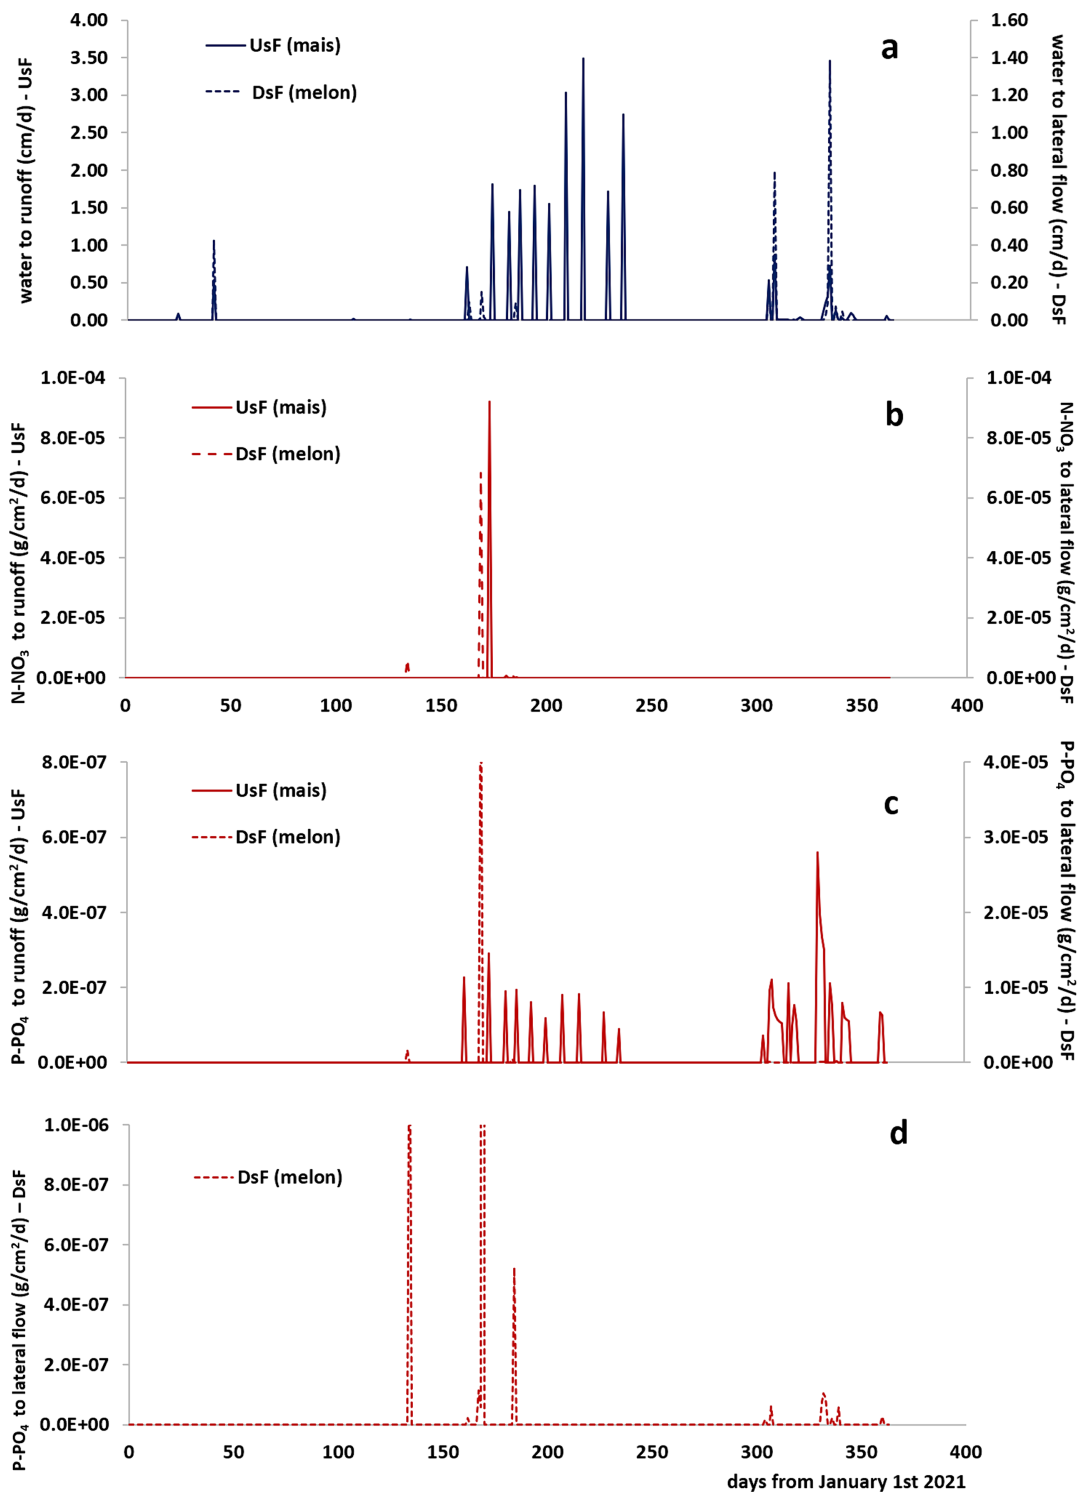 4.00
3.50
3.00
2.50
2.00
1.50
1.00
0.50
0.00
water to runoff (cm/d) - UsF
UsF (mais)
DsF (melon)
a
1.60
1.40
1.20
1.00
0.80
0.60
0.40
0.20
0.00
water to lateral flow (cm/d) - DsF
1.0E-04
8.0E-05
6.0E-05
4.0E-05
2.0E-05
0.0E+00
N-NO3 to runoff (g/cm2/d) - UsF
UsF (mais)
DsF (melon)
b
1.0E-04
8.0E-05
6.0E-05
4.0E-05
2.0E-05
0.0E+00
N-NO3 to lateral flow (g/cm2/d) - DsF
0 50 100 150 200 250 300 350 400
8.0E-07
6.0E-07
4.0E-07
2.0E-07
0.0E+00
P-PO4 to runoff (g/cm2/d) - UsF
UsF (mais)
DsF (melon)
c
4.0E-05
3.0E-05
2.0E-05
1.0E-05
0.0E+00
P-PO4 to lateral flow (g/cm2/d) - DsF
1.0E-06
8.0E-07
6.0E-07
4.0E-07
2.0E-07
0.0E+00
P-PO4 to lateral flow (g/cm2/d) – DsF
DsF (melon)
d
0 50 100 150 200 250 300 350 400
days from January 1st 2021